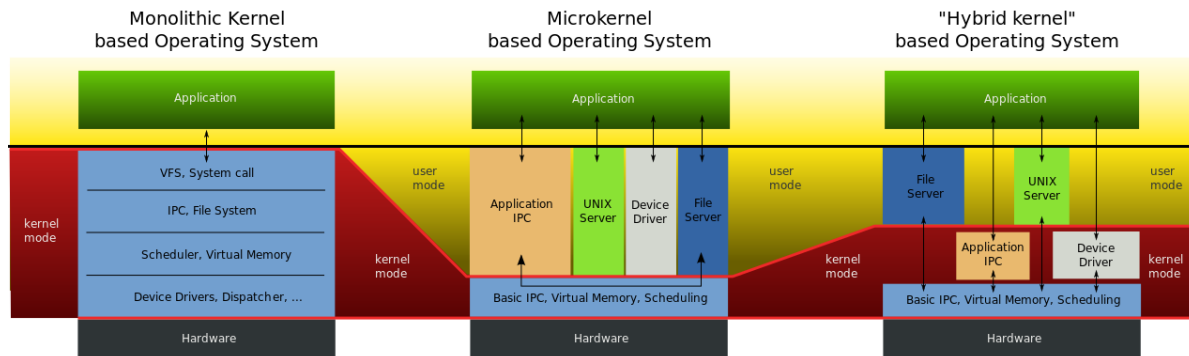 Monolithic Kernel
based Operating System
Microkernel
based Operating System
"Hybrid kernel"
based Operating System
Application
Application
Application
VFS, System call
IPC, File System
Scheduler, Virtual Memory
Device Drivers, Dispatcher, ...
Hardware
kernel
mode
user
mode
kernel
mode
Application
IPC
UNIX
Server
Device
Driver
File
Server
Basic IPC, Virtual Memory, Scheduling
Hardware
user
mode
kernel
mode
File
Server
UNIX
Server
Application
IPC
Device
Driver
Basic IPC, Virtual Memory, Scheduling
Hardware
user
mode
kernel
mode